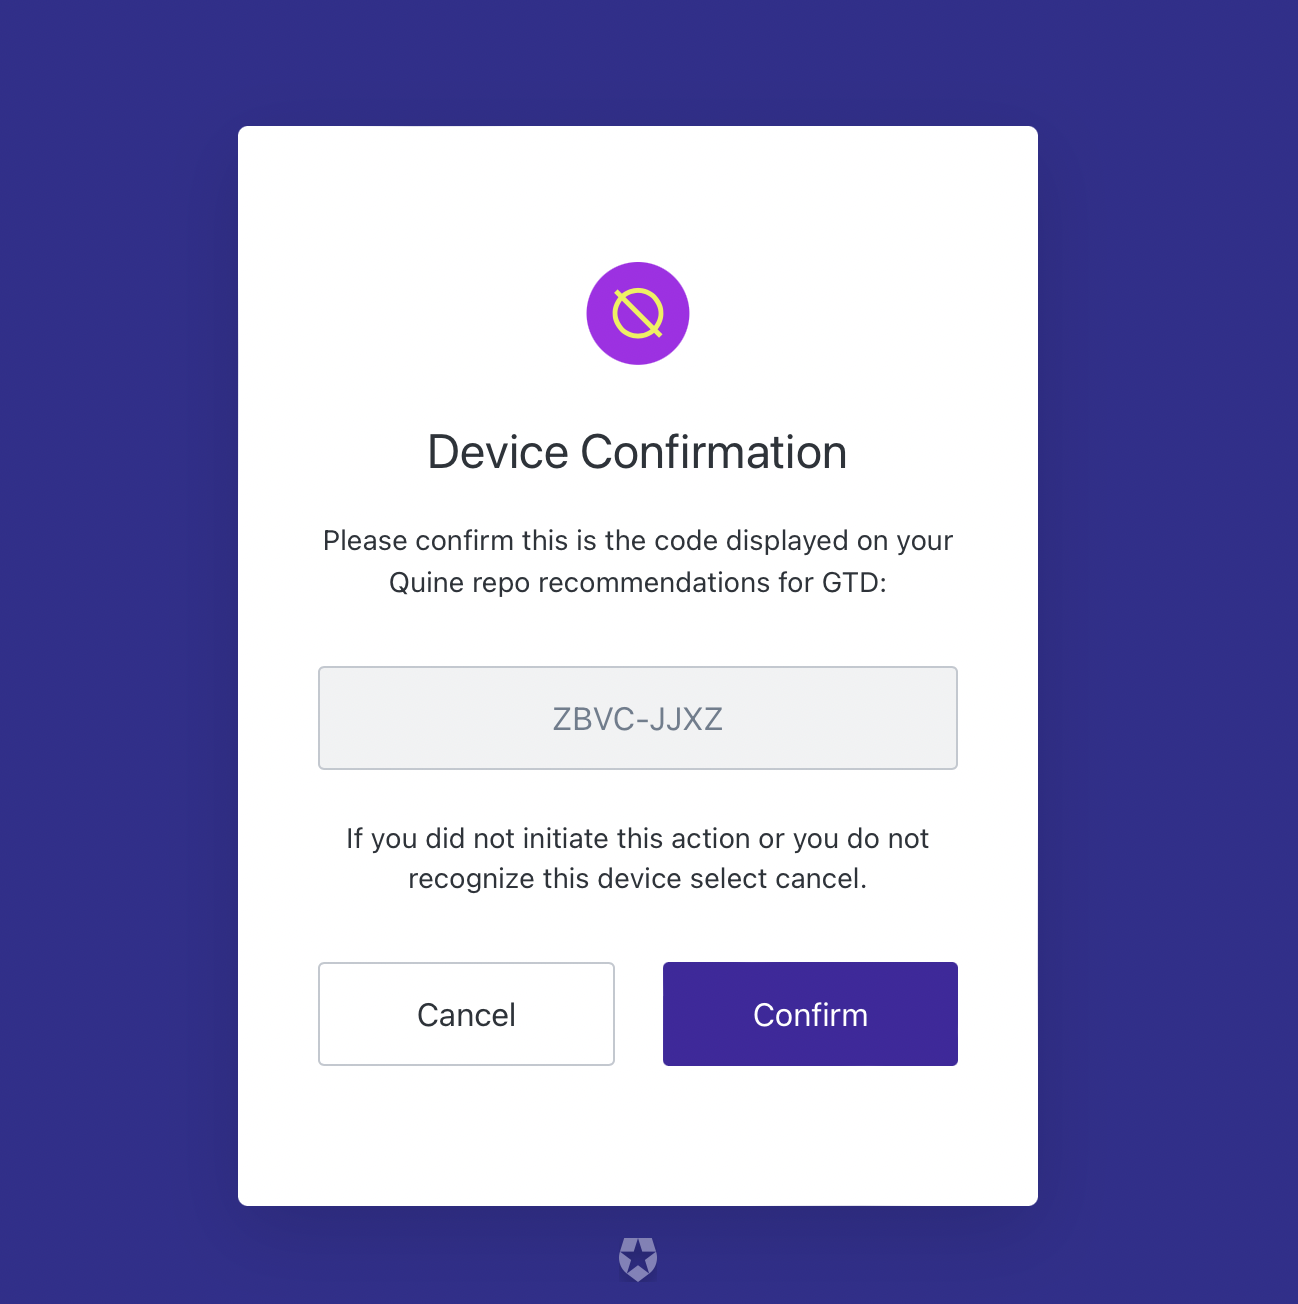 Device Confirmation
Please confirm this is the code displayed on your
Quine repo recommendations for GTD:
ZBVC-JJXZ
If you did not initiate this action or you do not
recognize this device select cancel.
Cancel
Confirm